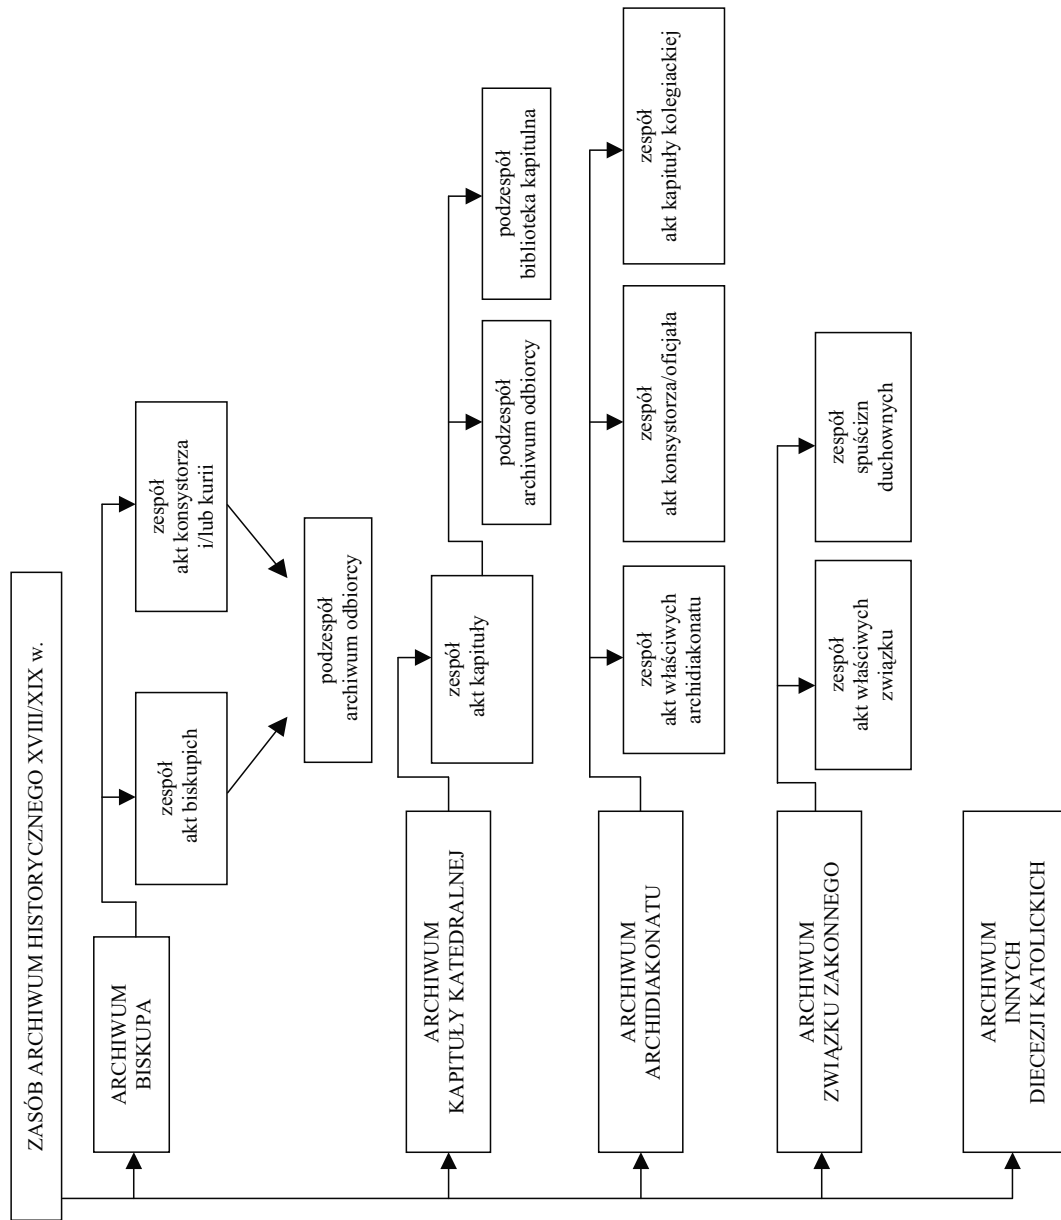 ZASÓB ARCHIWUM HISTORYCZNEGO XVIII/XIX w.
ARCHIWUM
BISKUPA
zespół
akt biskupich
zespół
akt konsystorza
i/lub kurii
podzespół
archiwum odbiorcy
ARCHIWUM
KAPITUŁY KATEDRALNEJ
zespół
akt kapituły
podzespół
archiwum odbiorcy
podzespół
biblioteka kapitulna
ARCHIWUM
ARCHIDIAKONATU
zespół
akt właściwych
archidiakonatu
zespół
akt konsystorza/oficjała
zespół
akt kapituły kolegiackiej
ARCHIWUM
ZWIĄZKU ZAKONNEGO
zespół
akt właściwych
związku
zespół
spuścizn
duchownych
ARCHIWUM
INNYCH
DIECEZJI KATOLICKICH